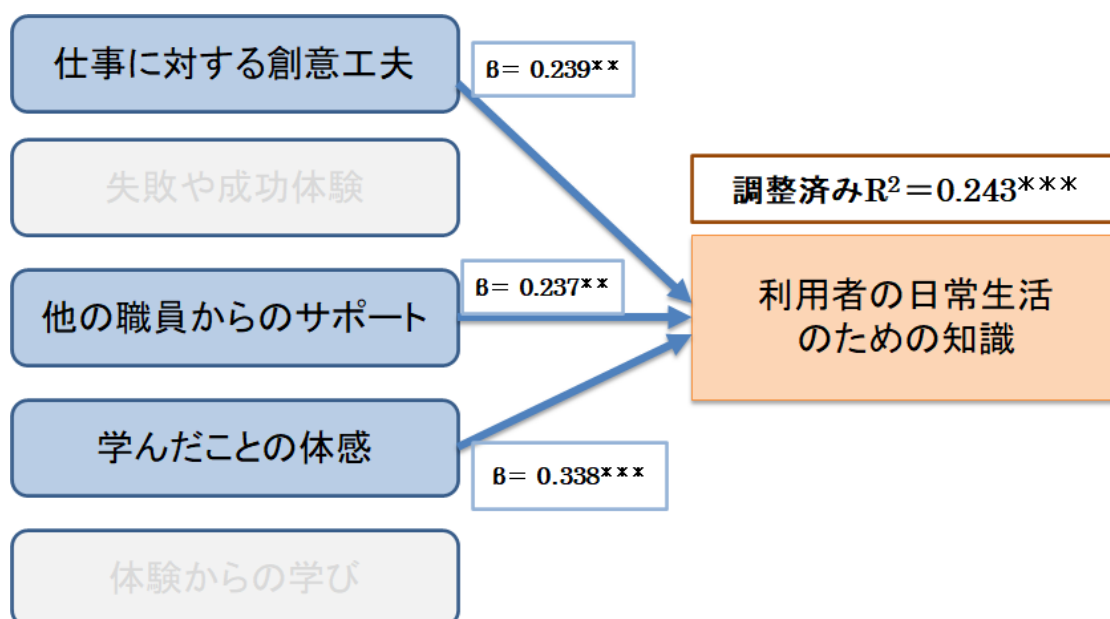 仕事に対する創意工夫
β= 0.239**
失敗や成功体験
調整済みR²=0.243***
他の職員からのサポート
β= 0.237**
利用者の日常生活
のための知識
学んだことの体感
β= 0.338***
体験からの学び